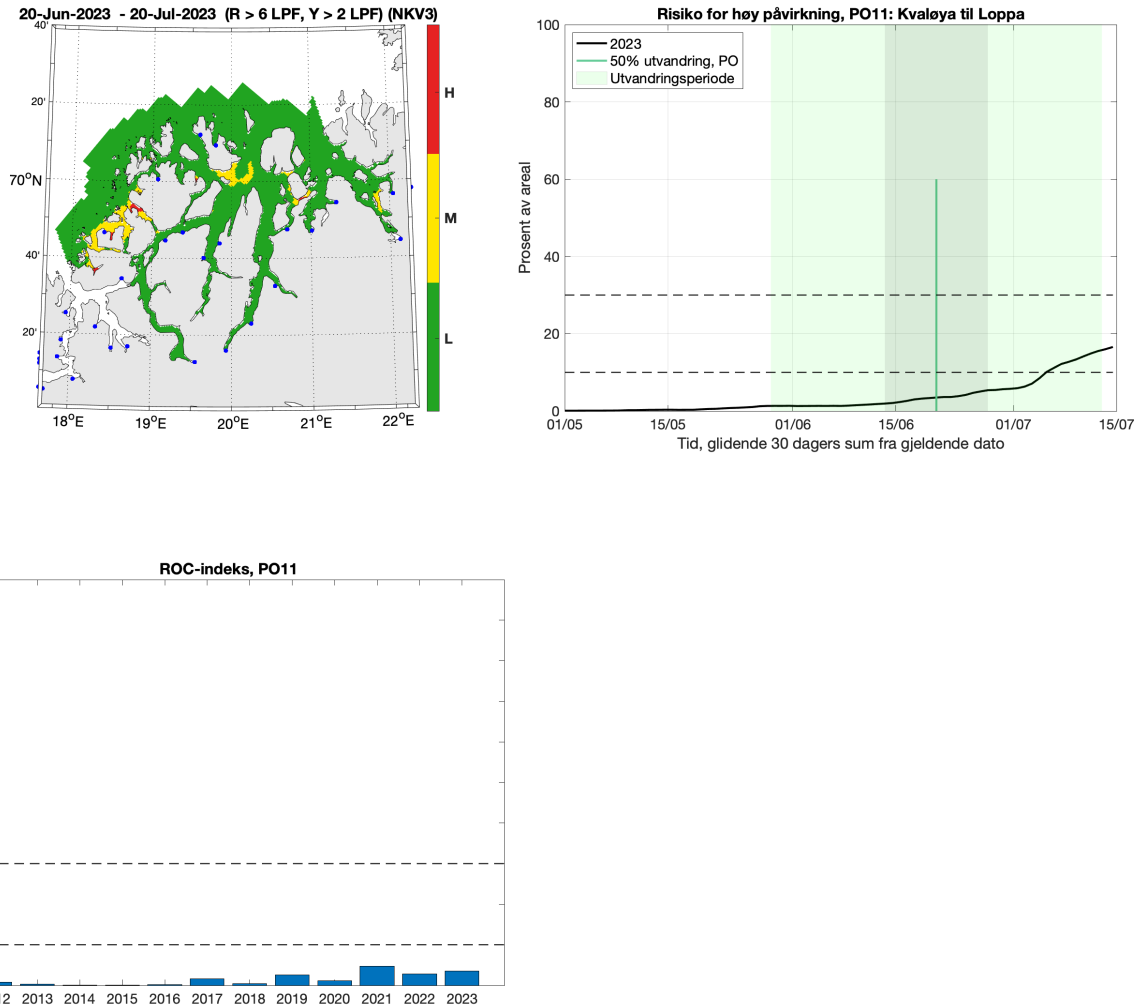 20-Jun-2023 - 20-Jul-2023 (R > 6 LPF, Y > 2 LPF) (NKV3)
40'
20'
70°N
40'
20'
18°E 19°E 20°E 21°E 22°E
H
M
L
Risiko for høy påvirkning, PO11: Kvaløya til Loppa
2023
50% utvandring, PO
Utvandringsperiode
Prosent av areal
100
80
60
40
20
0
01/05 15/05 01/06 15/06 01/07 15/07
Tid, glidende 30 dagers sum fra gjeldende dato
ROC-indeks, PO11
12 2013 2014 2015 2016 2017 2018 2019 2020 2021 2022 2023